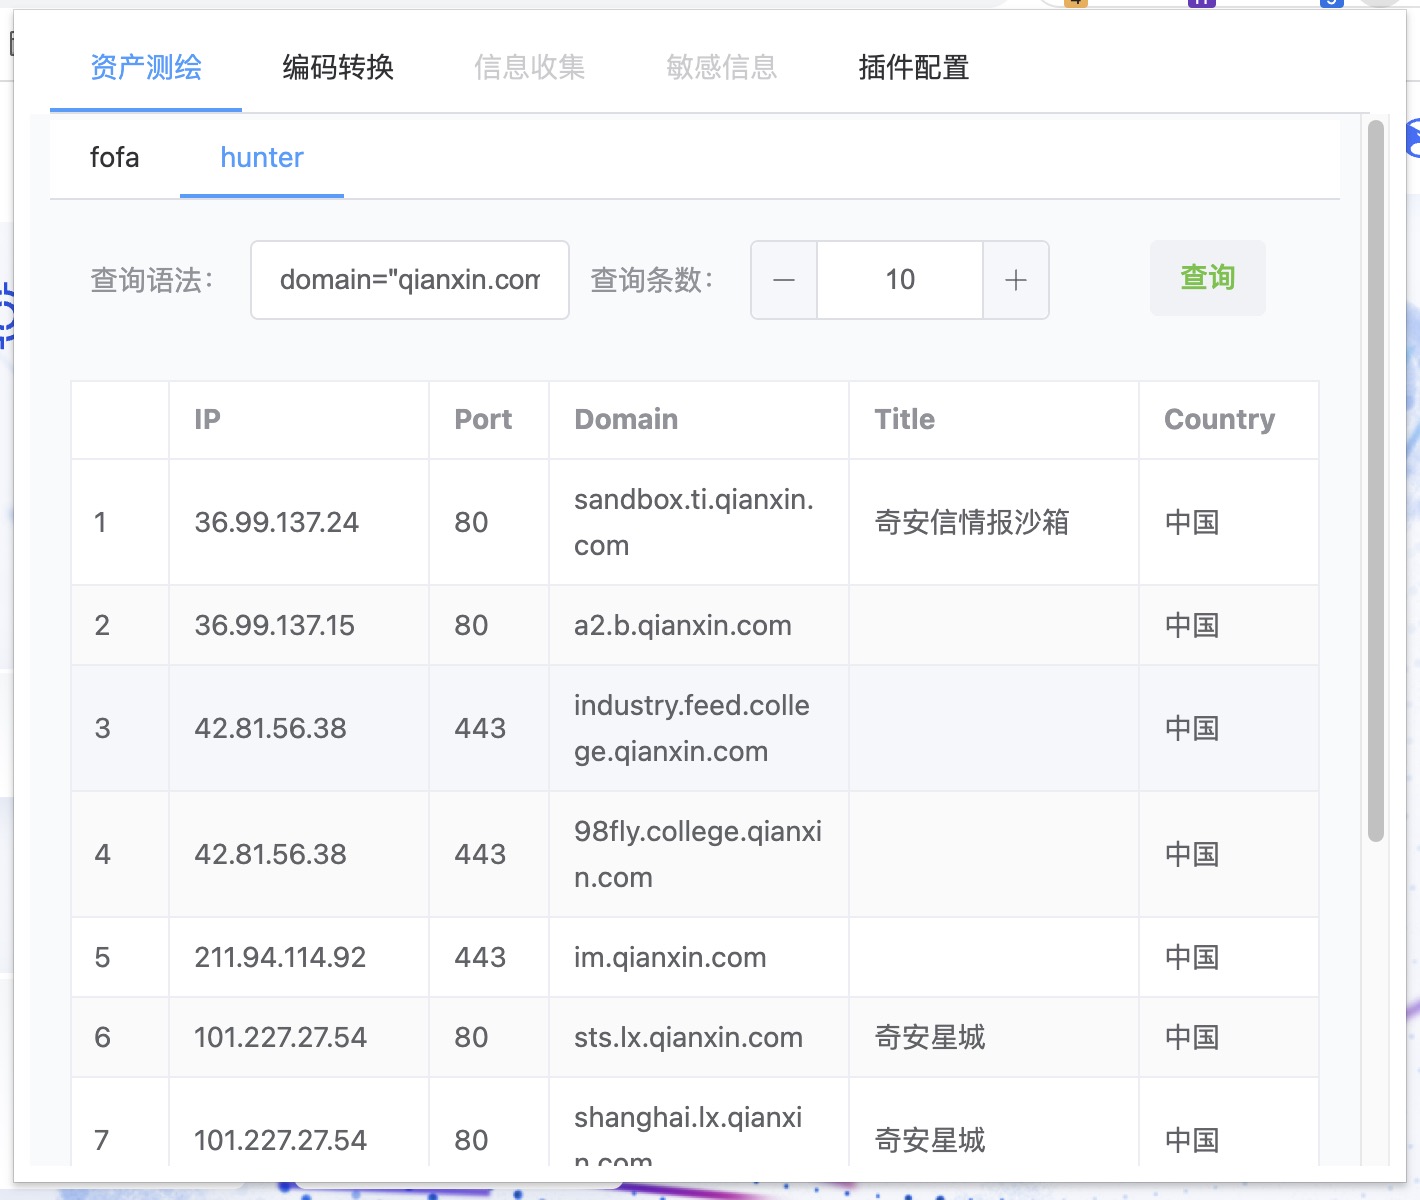 资产测绘 编码转换 信息收集 敏感信息 插件配置
fofa hunter
查询语法: domain="qianxin.com 查询条数: — 10 + 查询
IP Port Domain Title Country
1 36.99.137.24 80 sandbox.ti.qianxin. 奇安信情报沙箱 中国
com
2 36.99.137.15 80 a2.b.qianxin.com 中国
3 42.81.56.38 443 industry.feed.colle 中国
ge.qianxin.com
4 42.81.56.38 443 98fly.college.qianxi 中国
n.com
5 211.94.114.92 443 im.qianxin.com 中国
6 101.227.27.54 80 sts.lx.qianxin.com 奇安星城 中国
7 101.227.27.54 80 shanghai.lx.qianxi 奇安星城 中国
n.com